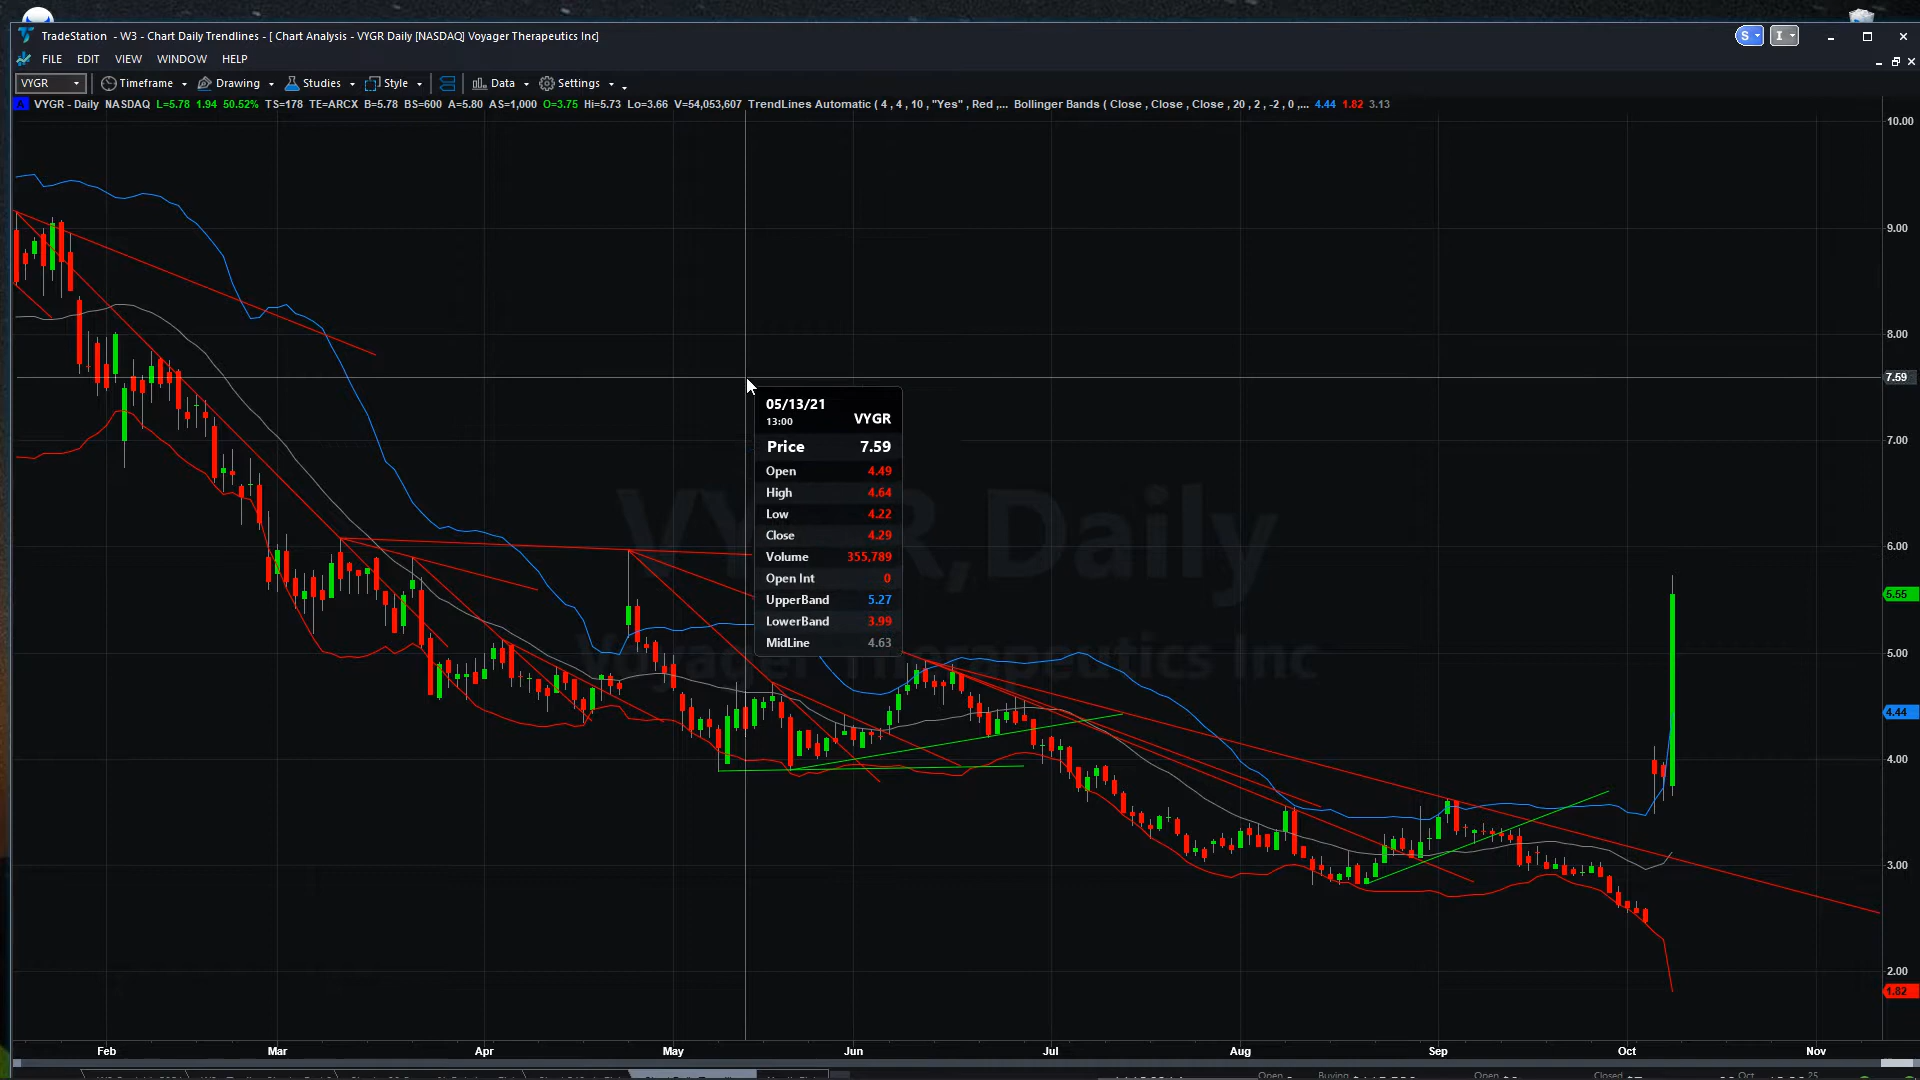 TradeStation - W3 - Chart Daily Trendlines - [ Chart Analysis - VYGR Daily [NASDAQ] Voyager Therapeutics Inc]
S I
FILE EDIT VIEW WINDOW HELP
VYGR Timeframe Drawing Studies Style Data Settings
A VYGR - Daily NASDAQ L=5.78 1.94 50.52% TS=178 TE=ARCX B=5.78 BS=600 A=5.80 AS=1,000 O=3.75 Hi=5.73 Lo=3.66 V=54,053,607 TrendLines Automatic ( 4 , 4 , 10 , "Yes" , Red ,... Bollinger Bands ( Close , Close , Close , 20 , 2 , -2 , 0 ,... 4.44 1.82 3.13
10.00
9.00
8.00
7.59
7.00
6.00
5.55
5.00
4.44
4.00
3.00
2.00
1.82
05/13/21
13:00 VYGR
Price 7.59
Open 4.49
High 4.64
Low 4.22
Close 4.29
Volume 355,789
Open Int 0
UpperBand 5.27
LowerBand 3.99
MidLine 4.63
VYGR,Daily
Voyager Therapeutics Inc
Feb Mar Apr May Jun Jul Aug Sep Oct Nov